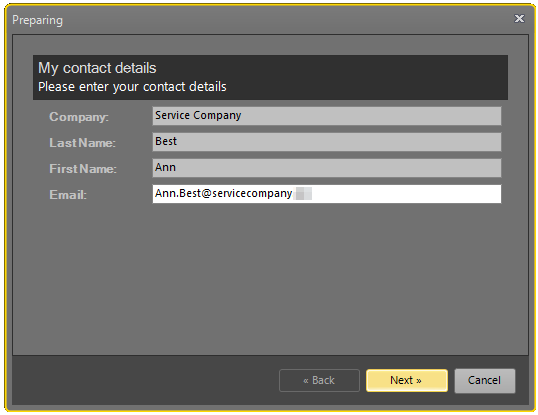 Preparing
My contact details
Please enter your contact details
Company: Service Company
Last Name: Best
First Name: Ann
Email: Ann.Best@servicecompany
« Back Next » Cancel